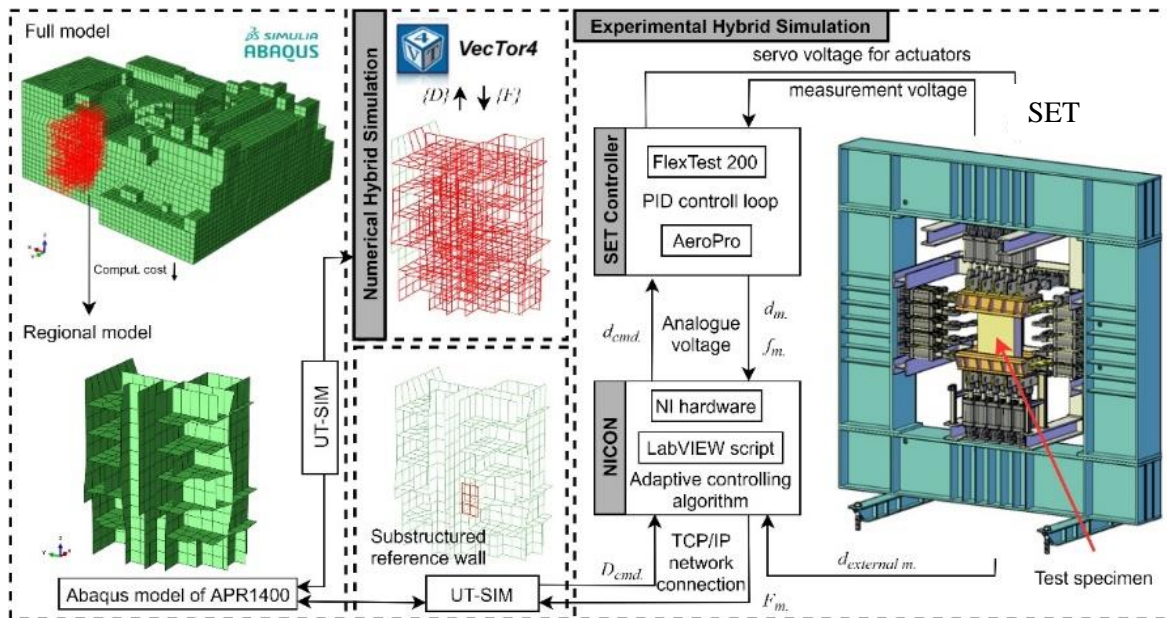 Full model
SIMULIA
ABAQUS
Comput. cost
Regional model
Abaqus model of APR1400
UT-SIM
Numerical Hybrid Simulation
4
VT
VecTor4
{D}
{F}
Substructured
reference wall
UT-SIM
Experimental Hybrid Simulation
servo voltage for actuators
measurement voltage
SET
SET Controller
FlexTest 200
PID controll loop
AeroPro
d_cmd.
Analogue
voltage
d_m.
f_m.
NICON
NI hardware
LabVIEW script
Adaptive controlling
algorithm
D_cmd.
TCP/IP
network
connection
F_m.
d_external m.
Test specimen